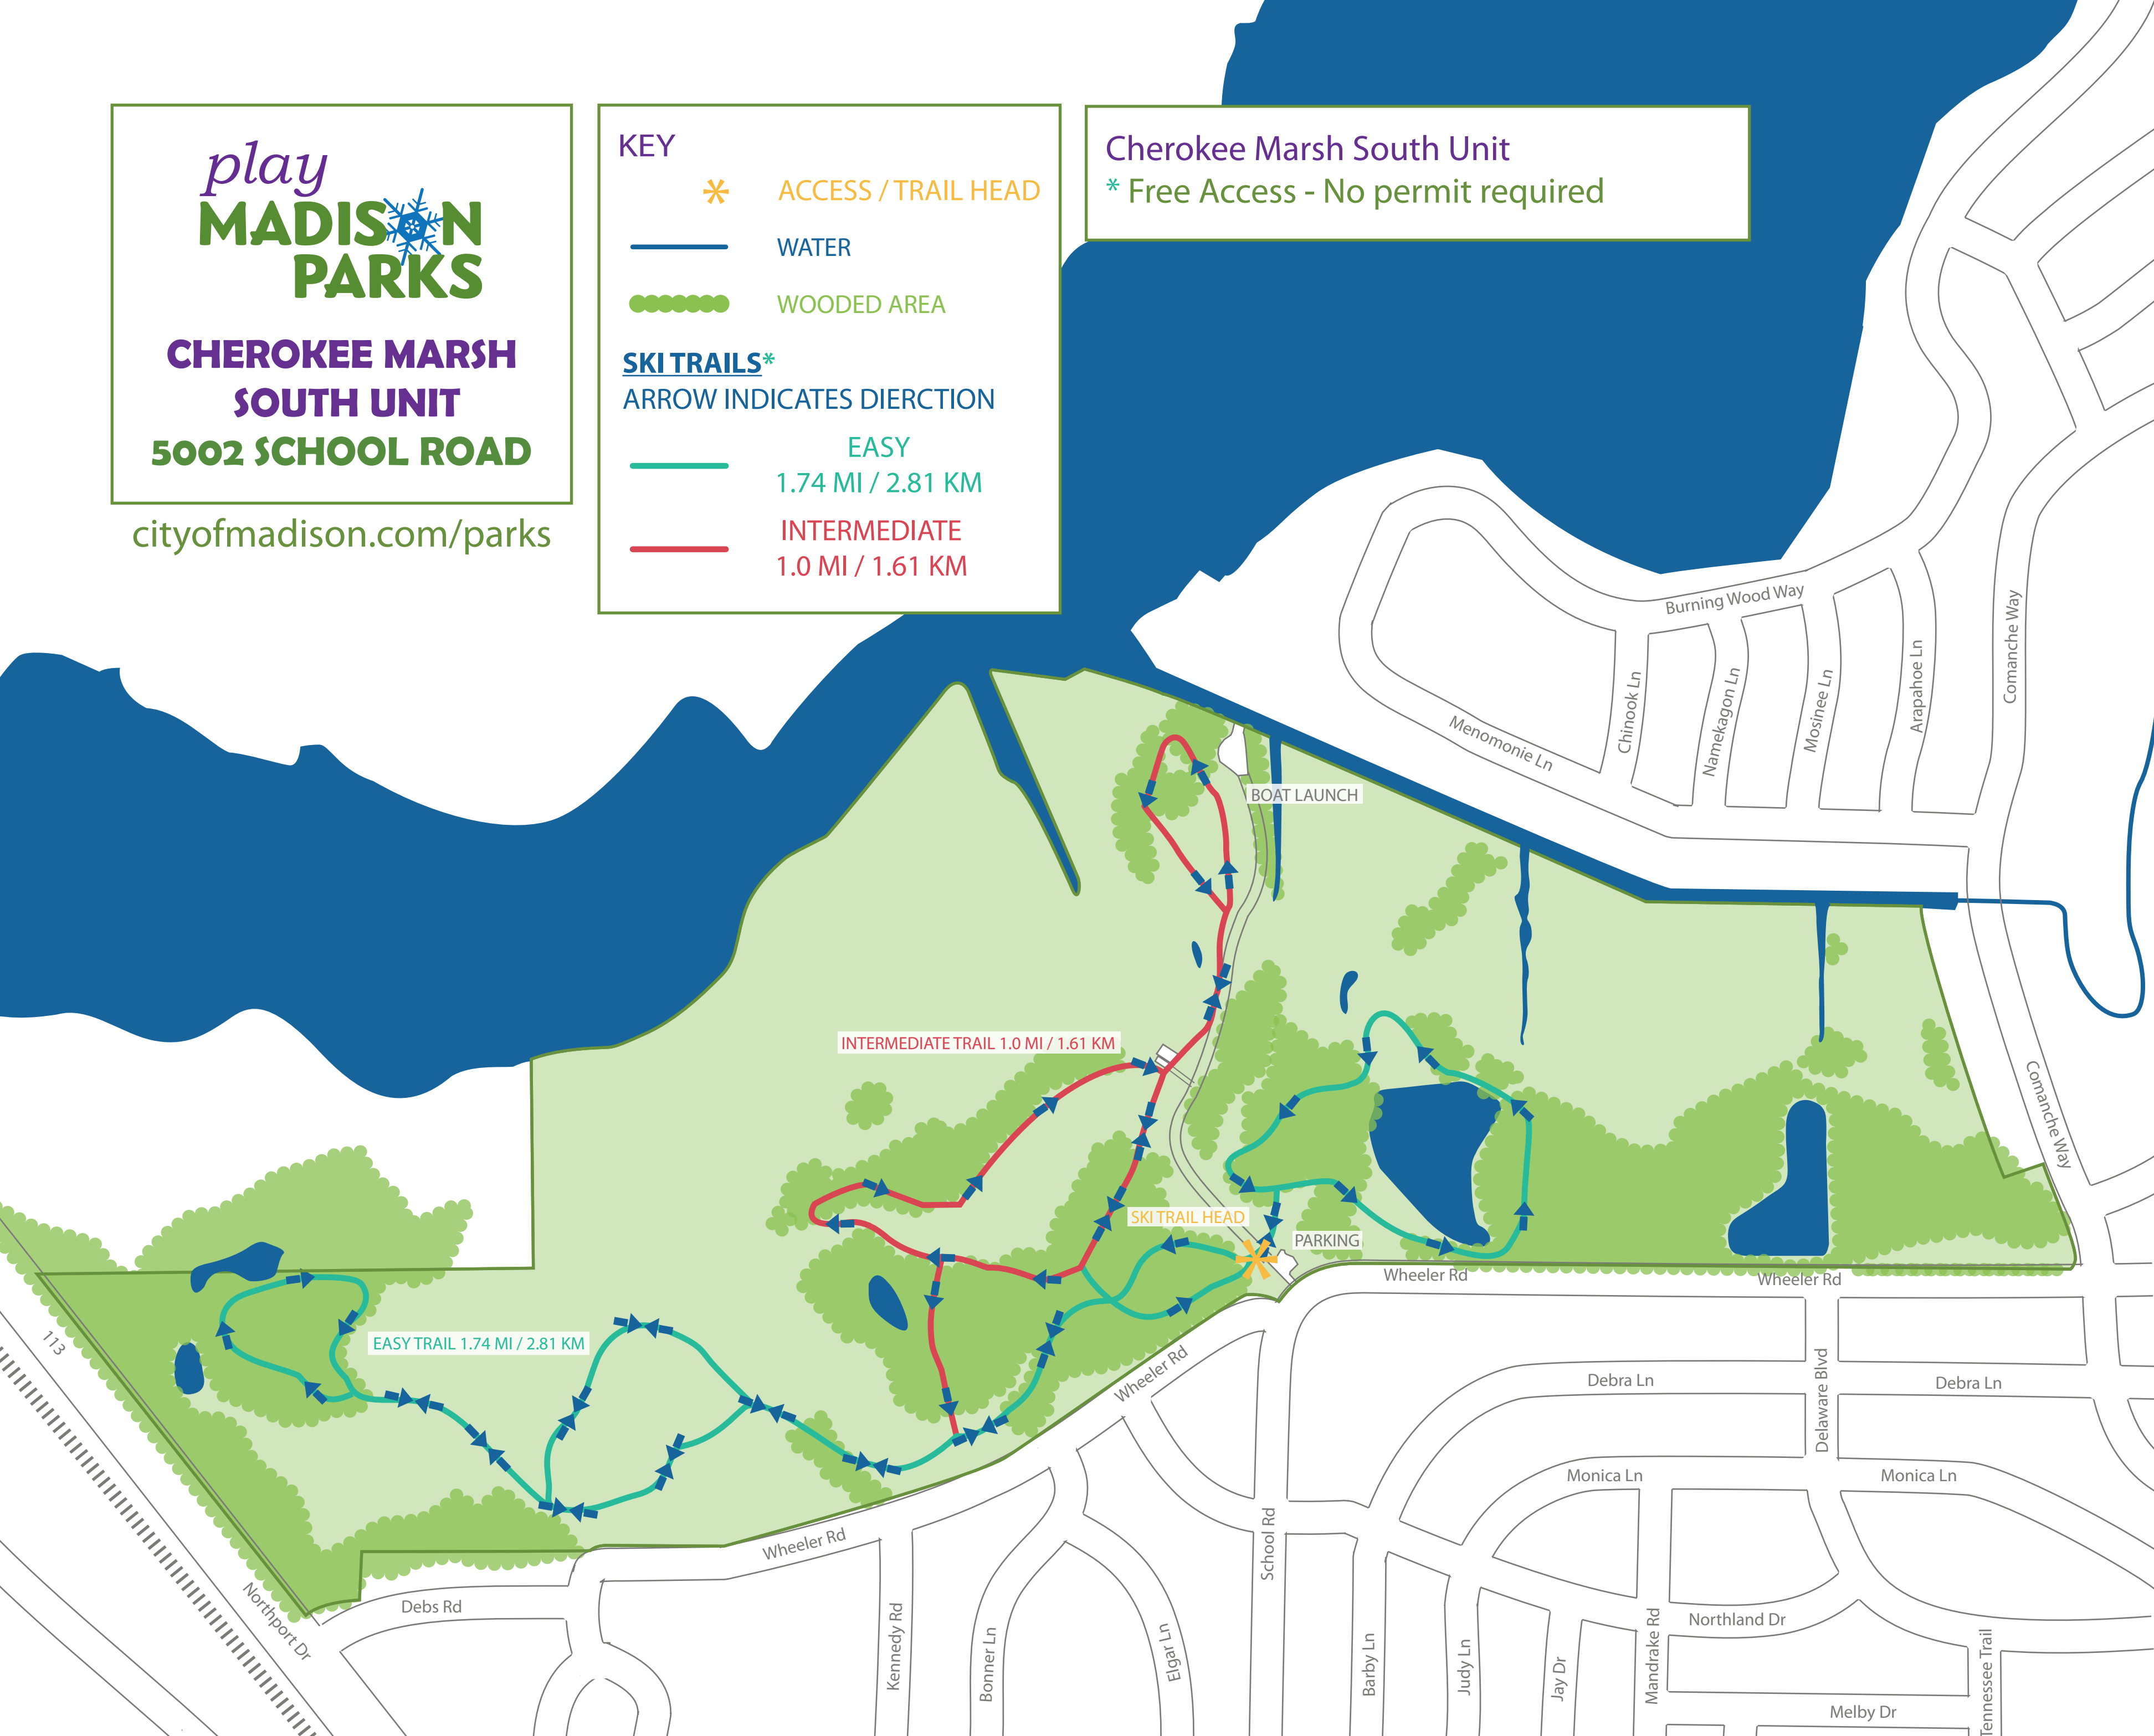 play
MADISON
PARKS
CHEROKEE MARSH
SOUTH UNIT
5002 SCHOOL ROAD
cityofmadison.com/parks
KEY
ACCESS / TRAIL HEAD
WATER
WOODED AREA
SKI TRAILS*
ARROW INDICATES DIERCTION
EASY
1.74 MI / 2.81 KM
INTERMEDIATE
1.0 MI / 1.61 KM
Cherokee Marsh South Unit
* Free Access - No permit required
Burning Wood Way
Comanche Way
Chinook Ln
Namekagon Ln
Mosinee Ln
Arapahoe Ln
Menomonie Ln
BOAT LAUNCH
INTERMEDIATE TRAIL 1.0 MI / 1.61 KM
Comanche Way
SKI TRAIL HEAD
PARKING
Wheeler Rd
Wheeler Rd
113
EASY TRAIL 1.74 MI / 2.81 KM
Wheeler Rd
Debra Ln
Delaware Blvd
Debra Ln
Monica Ln
Monica Ln
School Rd
Wheeler Rd
Northport Dr
Debs Rd
Kennedy Rd
Bonner Ln
Elgar Ln
Barby Ln
Judy Ln
Jay Dr
Mandrake Rd
Northland Dr
Tennessee Trail
Melby Dr